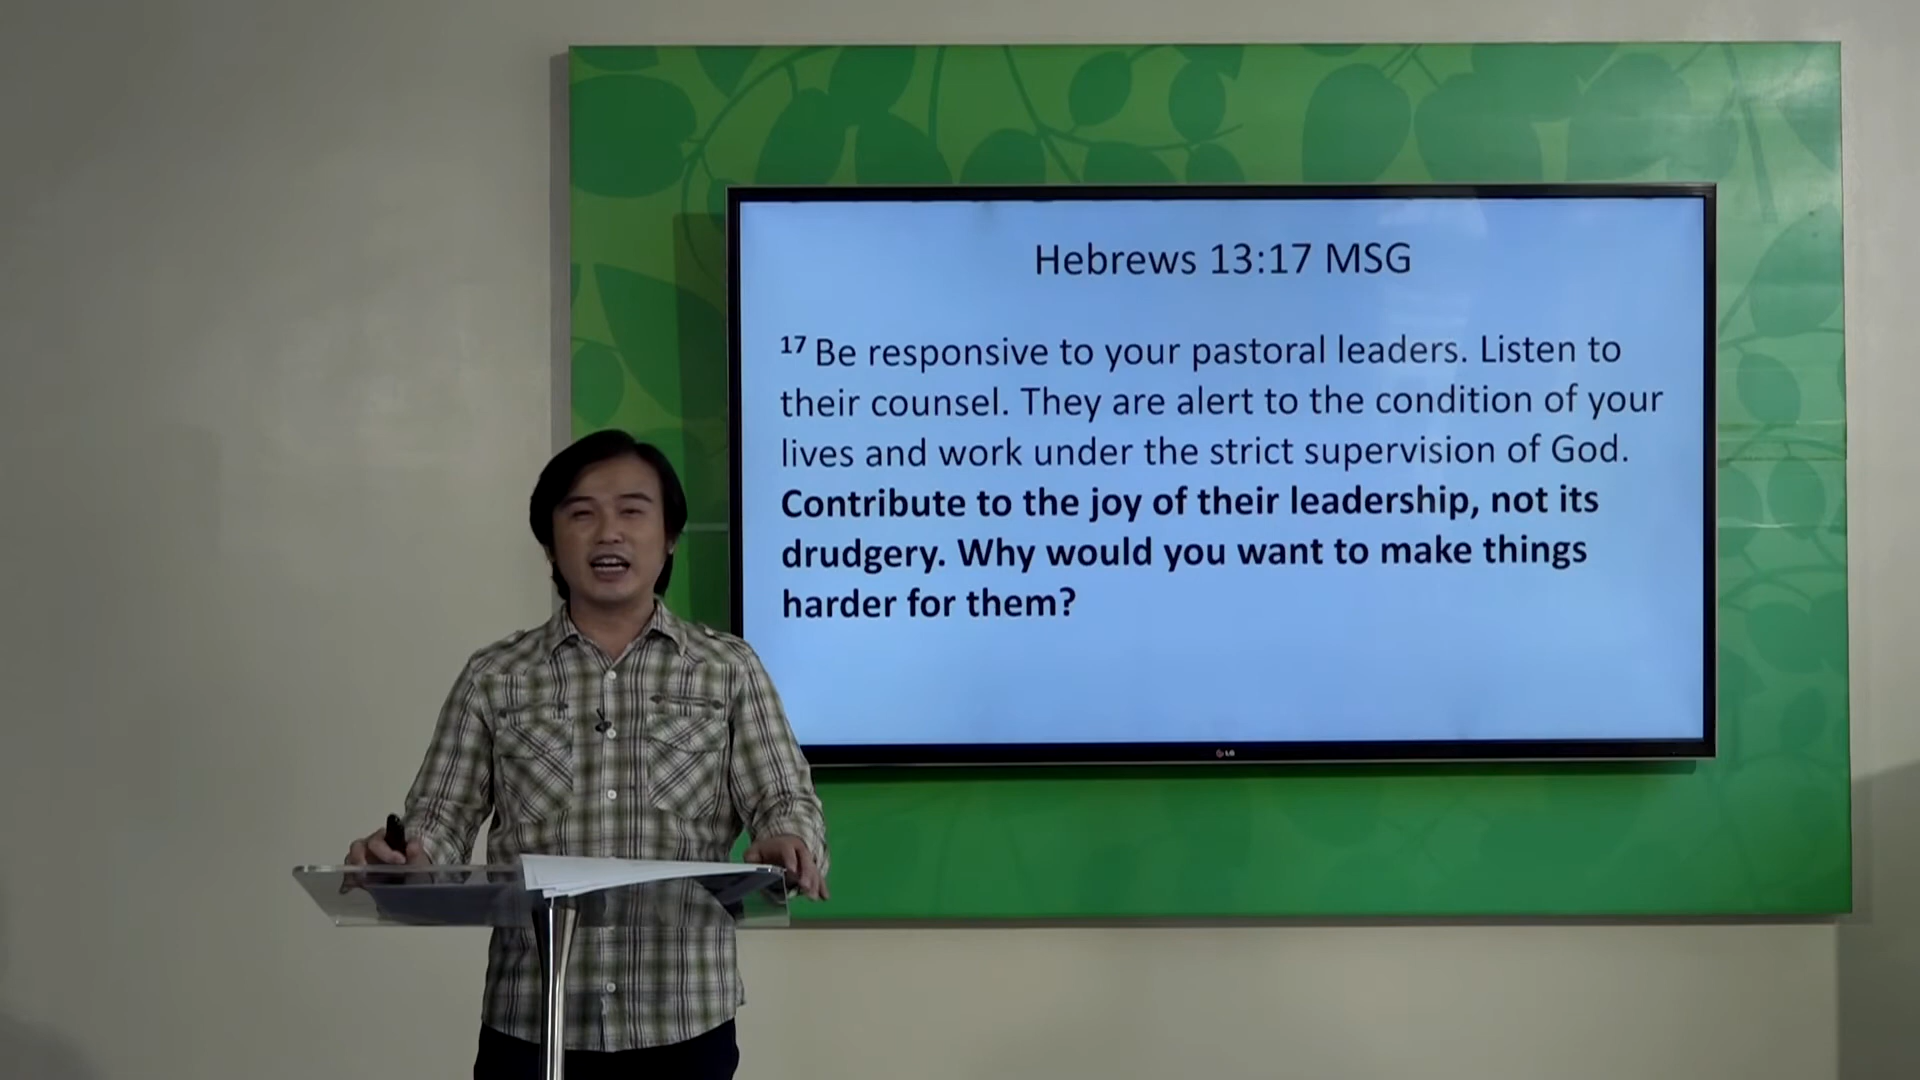 Hebrews 13:17 MSG
17 Be responsive to your pastoral leaders. Listen to
their counsel. They are alert to the condition of your
lives and work under the strict supervision of God.
Contribute to the joy of their leadership, not its
drudgery. Why would you want to make things
harder for them?
LG